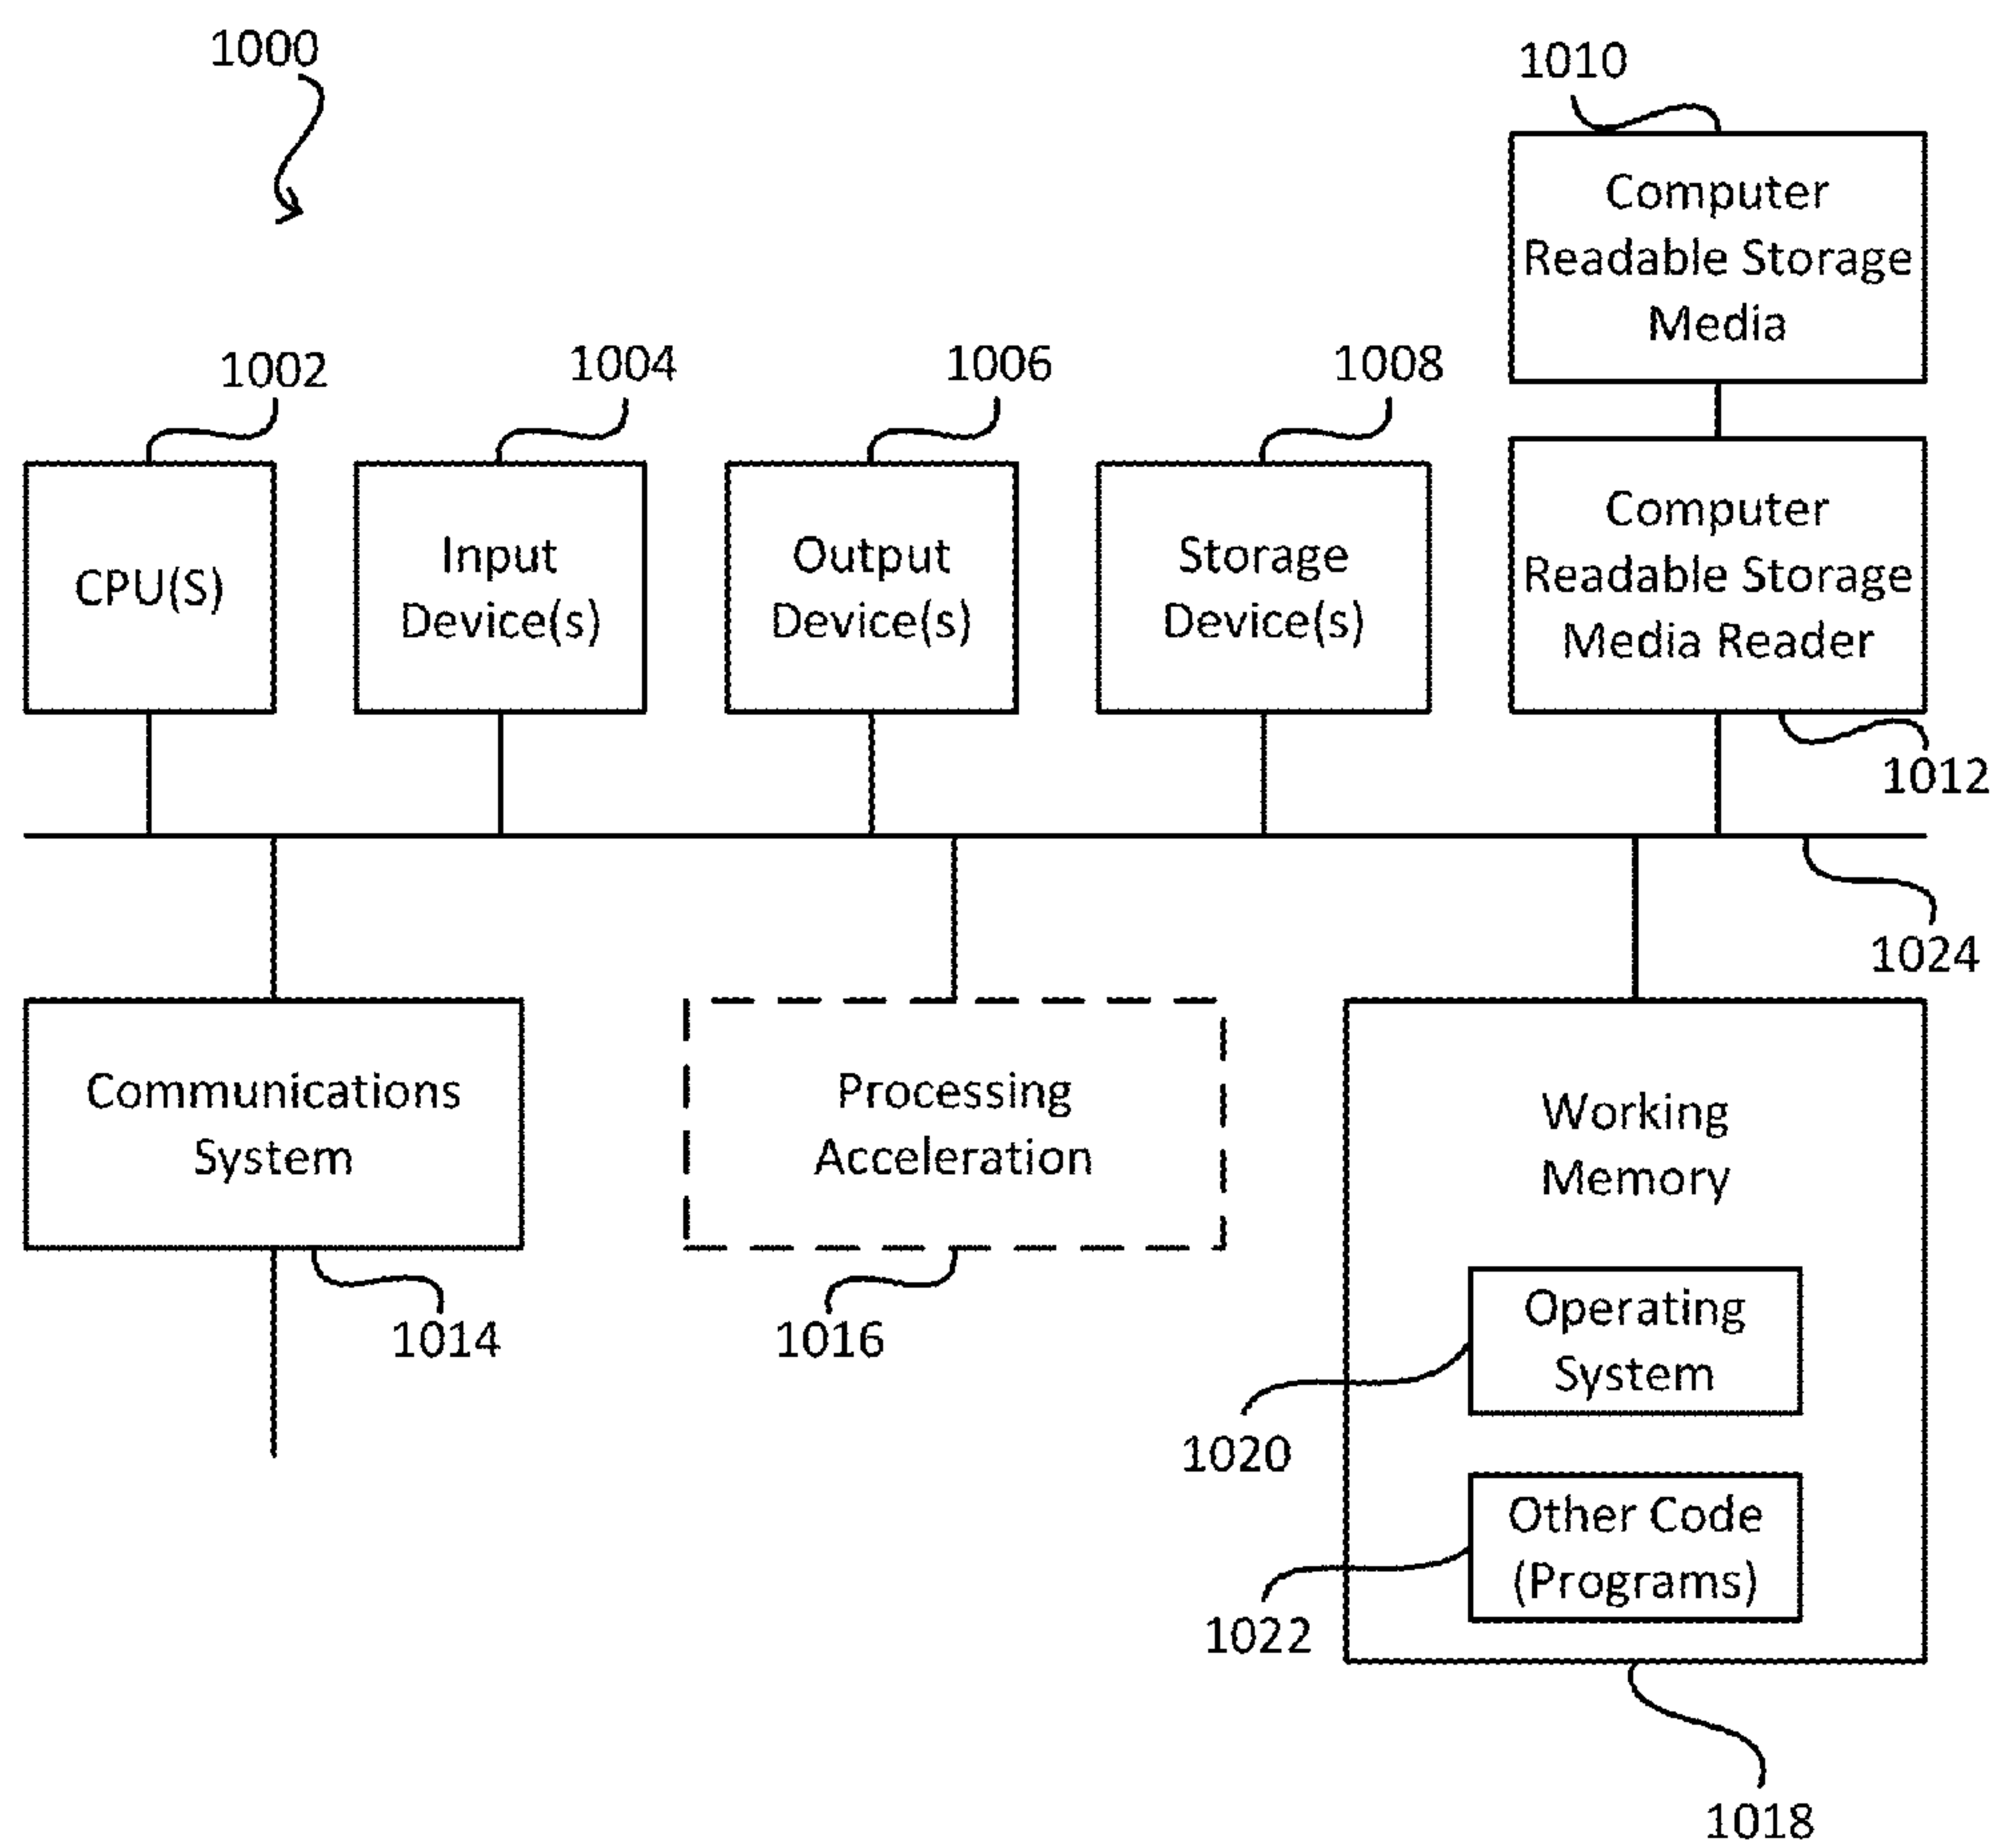 1000
1010
Computer
Readable Storage
Media
1002
1004
1006
1008
CPU(S)
Input
Device(s)
Output
Device(s)
Storage
Device(s)
Computer
Readable Storage
Media Reader
1012
1024
Communications
System
1014
Processing
Acceleration
1016
Working
Memory
Operating
System
1020
Other Code
(Programs)
1022
1018